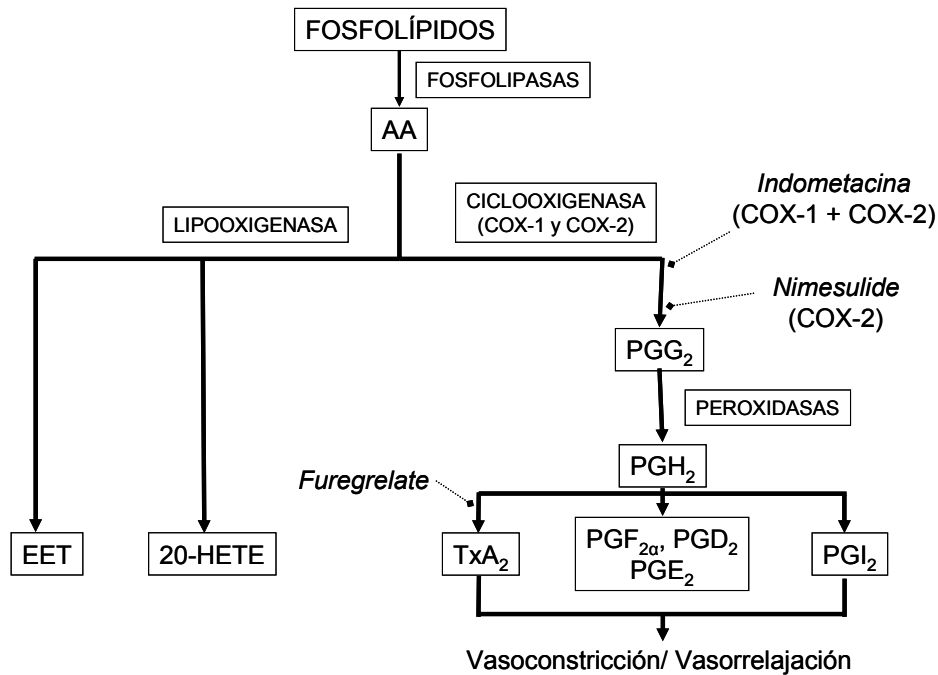 FOSFOLÍPIDOS
FOSFOLIPASAS
AA
LIPOOXIGENASA
CICLOOXIGENASA
(COX-1 y COX-2)
Indometacina
(COX-1 + COX-2)
Nimesulide
(COX-2)
PGG₂
PEROXIDASAS
PGH₂
Furegrelate
EET
20-HETE
TxA₂
PGF₂α, PGD₂
PGE₂
PGI₂
Vasoconstricción/ Vasorrelajación